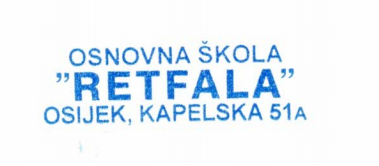 OSNOVNA ŠKOLA
"RETFALA"
OSIJEK, KAPELSKA 51A